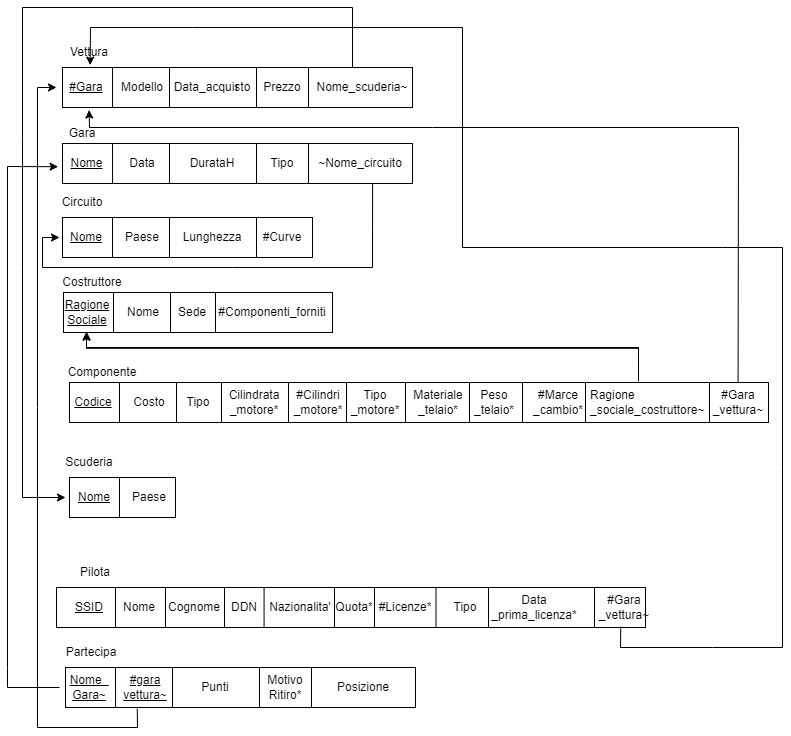 Vettura
#Gara Modello Data_acquisto Prezzo Nome_scuderia~
Gara
Nome Data DurataH Tipo ~Nome_circuito
Circuito
Nome Paese Lunghezza #Curve
Costruttore
Ragione
Sociale Nome Sede #Componenti_forniti
Componente
Codice Costo Tipo Cilindrata
_motore* #Cilindri
_motore* Tipo
_motore* Materiale
_telaio* Peso
_telaio* #Marce
_cambio* Ragione
_sociale_costruttore~ #Gara
_vettura~
Scuderia
Nome Paese
Pilota
SSID Nome Cognome DDN Nazionalita' Quota* #Licenze* Tipo Data
_prima_licenza* #Gara
_vettura~
Partecipa
Nome_
Gara~ #gara
vettura~ Punti Motivo
Ritiro* Posizione